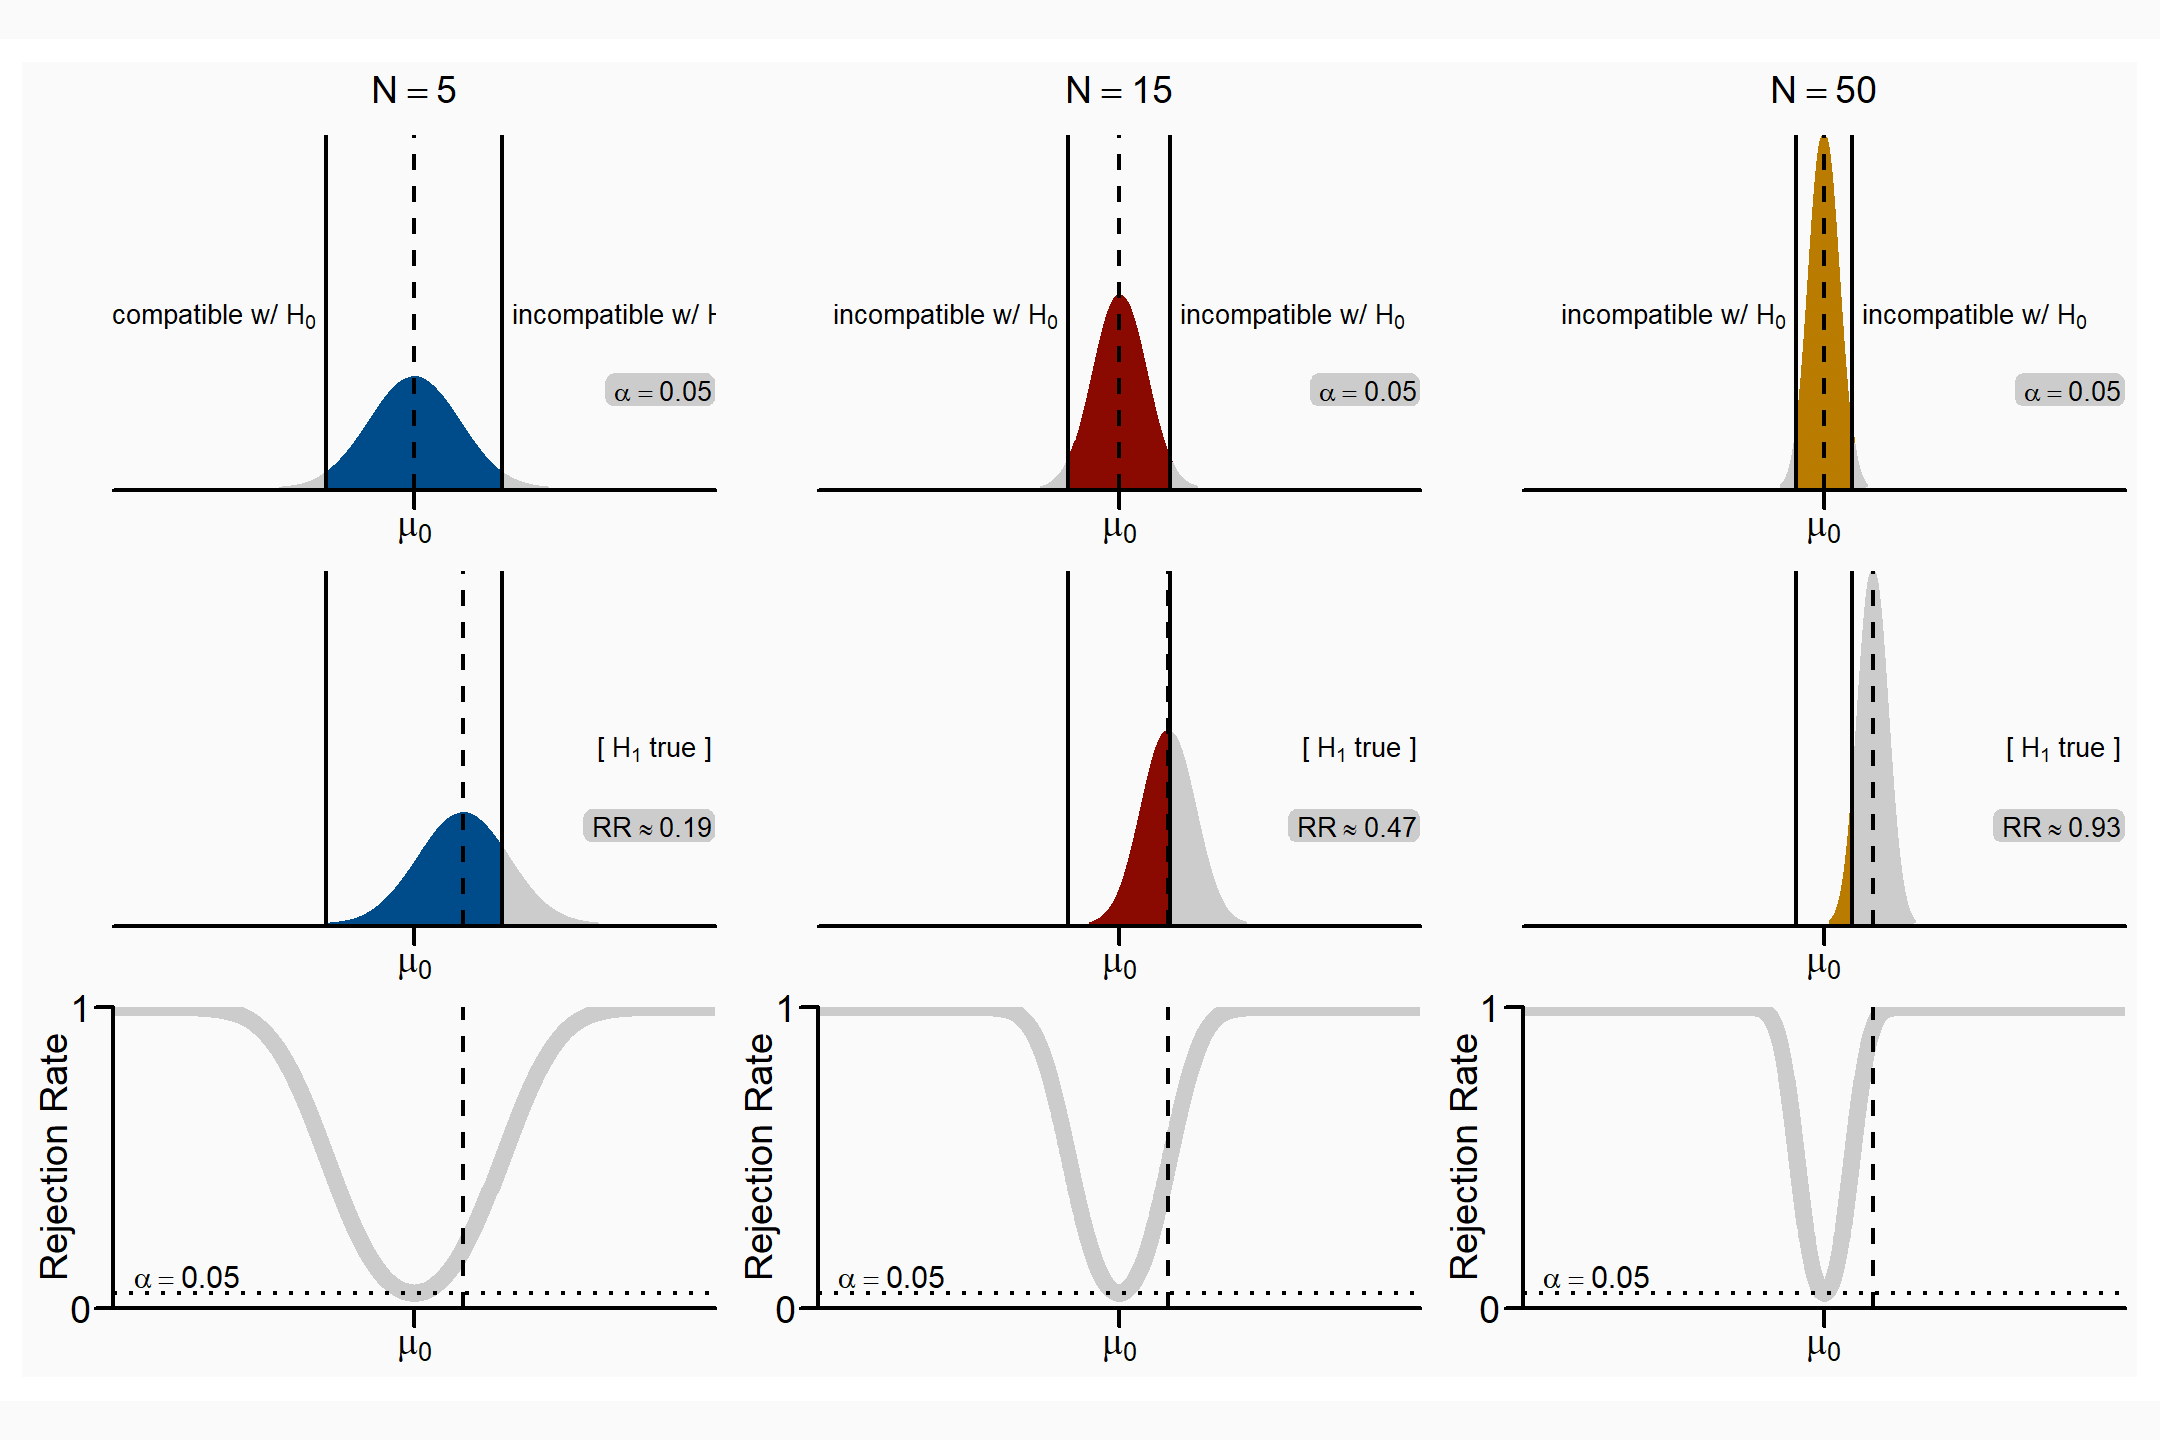 N = 5
N = 15
N = 50
compatible w/ H₀
incompatible w/
incompatible w/ H₀
incompatible w/ H₀
incompatible w/ H₀
incompatible w/ H₀
α = 0.05
α = 0.05
α = 0.05
μ₀
μ₀
μ₀
[ H₁ true ]
[ H₁ true ]
[ H₁ true ]
RR ≈ 0.19
RR ≈ 0.47
RR ≈ 0.93
μ₀
μ₀
μ₀
1
Rejection Rate
α = 0.05
0
μ₀
1
Rejection Rate
α = 0.05
0
μ₀
1
Rejection Rate
α = 0.05
0
μ₀